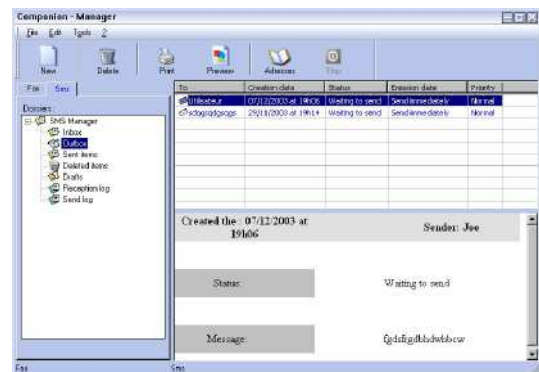 Companion - Manager
File Edit Tools ?
New Delete Print Preview Addresses Stop
Fax Sms
Dossiers :
SMS Manager
Inbox
Outbox
Sent items
Deleted items
Drafts
Reception log
Send log
To Creation date Status Emission date Priority
Utilisateur 07/12/2003 at 19h06 Waiting to send Send immediately Normal
29/11/2003 at 19h14 Waiting to send Send immediately Normal
Created the : 07/12/2003 at 19h06
Sender: Joe
Status: Waiting to send
Message:
Fax Sms